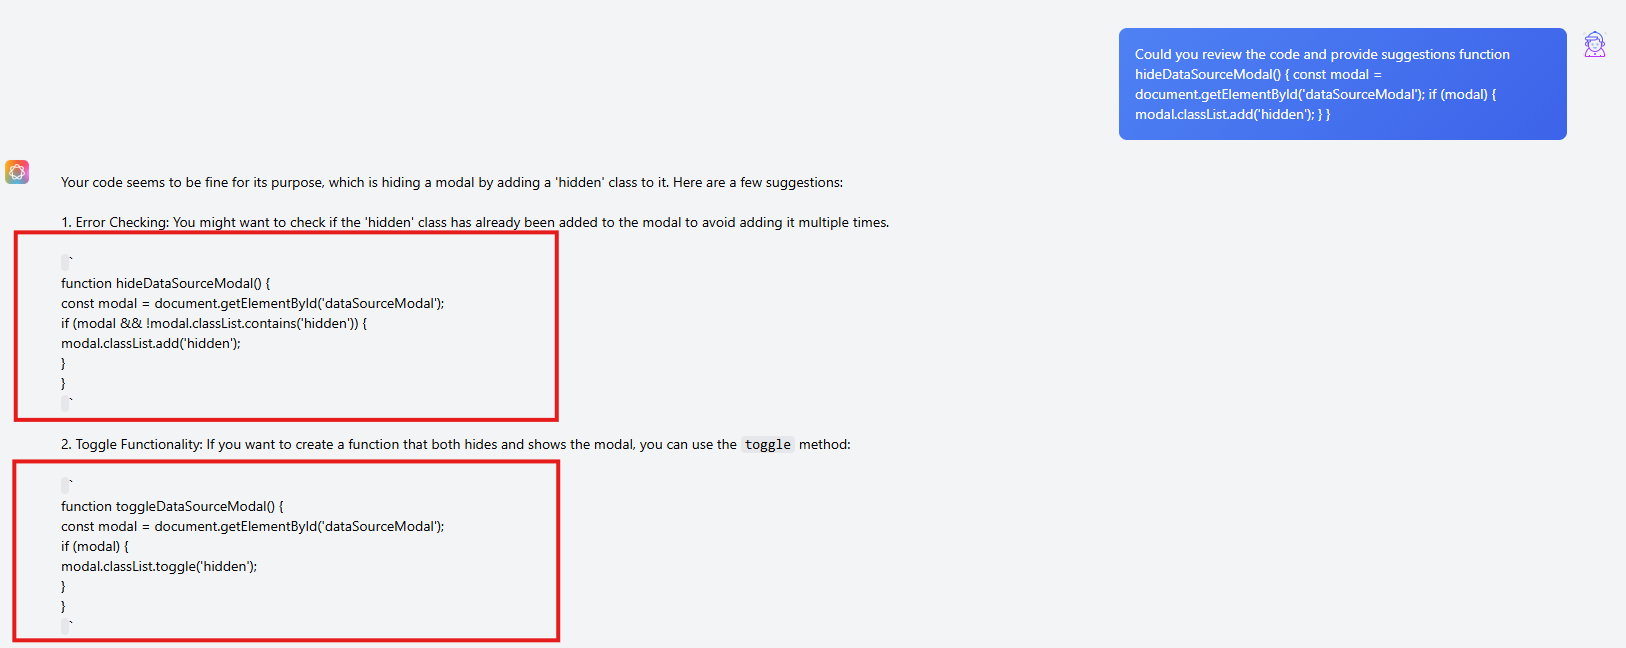 Could you review the code and provide suggestions function
hideDataSourceModal() { const modal =
document.getElementById('dataSourceModal'); if (modal) {
modal.classList.add('hidden'); } }
Your code seems to be fine for its purpose, which is hiding a modal by adding a 'hidden' class to it. Here are a few suggestions:
1. Error Checking: You might want to check if the 'hidden' class has already been added to the modal to avoid adding it multiple times.
`
function hideDataSourceModal() {
const modal = document.getElementById('dataSourceModal');
if (modal && !modal.classList.contains('hidden')) {
modal.classList.add('hidden');
}
}
`
2. Toggle Functionality: If you want to create a function that both hides and shows the modal, you can use the toggle method:
`
function toggleDataSourceModal() {
const modal = document.getElementById('dataSourceModal');
if (modal) {
modal.classList.toggle('hidden');
}
}
`